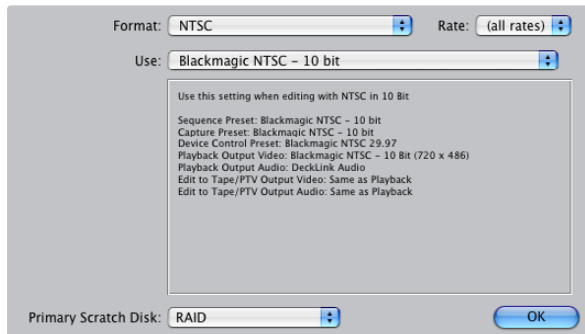 Format: NTSC Rate: (all rates)
Use: Blackmagic NTSC – 10 bit
Use this setting when editing with NTSC in 10 Bit
Sequence Preset: Blackmagic NTSC – 10 bit
Capture Preset: Blackmagic NTSC – 10 bit
Device Control Preset: Blackmagic NTSC 29.97
Playback Output Video: Blackmagic NTSC – 10 Bit (720 x 486)
Playback Output Audio: DeckLink Audio
Edit to Tape/PTV Output Video: Same as Playback
Edit to Tape/PTV Output Audio: Same as Playback
Primary Scratch Disk: RAID OK